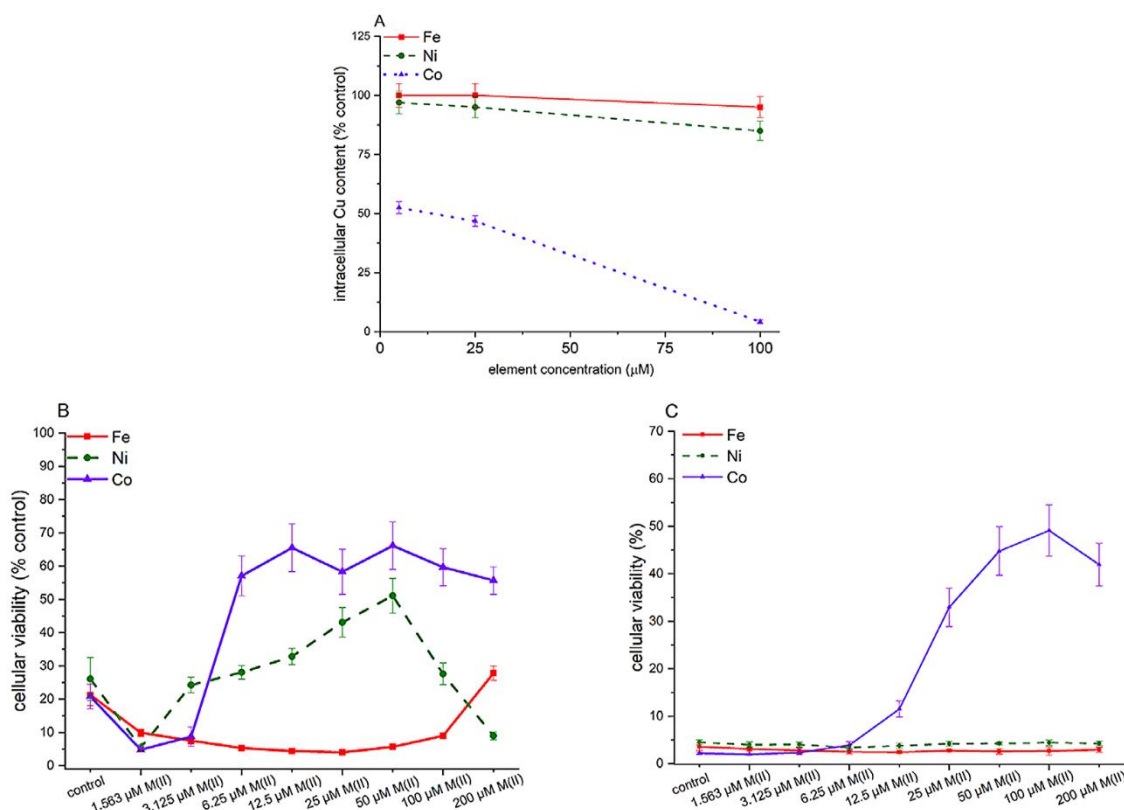 A
Fe
Ni
Co
intracellular Cu content (% control)
125
100
75
50
25
0
0
25
50
75
100
element concentration (μM)
B
Fe
Ni
Co
cellular viability (% control)
100
90
80
70
60
50
40
30
20
10
0
control
1.563 μM M(II)
3.125 μM M(II)
6.25 μM M(II)
12.5 μM M(II)
25 μM M(II)
50 μM M(II)
100 μM M(II)
200 μM M(II)
C
Fe
Ni
Co
cellular viability (%)
70
60
50
40
30
20
10
0
control
1.563 μM M(II)
3.125 μM M(II)
6.25 μM M(II)
12.5 μM M(II)
25 μM M(II)
50 μM M(II)
100 μM M(II)
200 μM M(II)